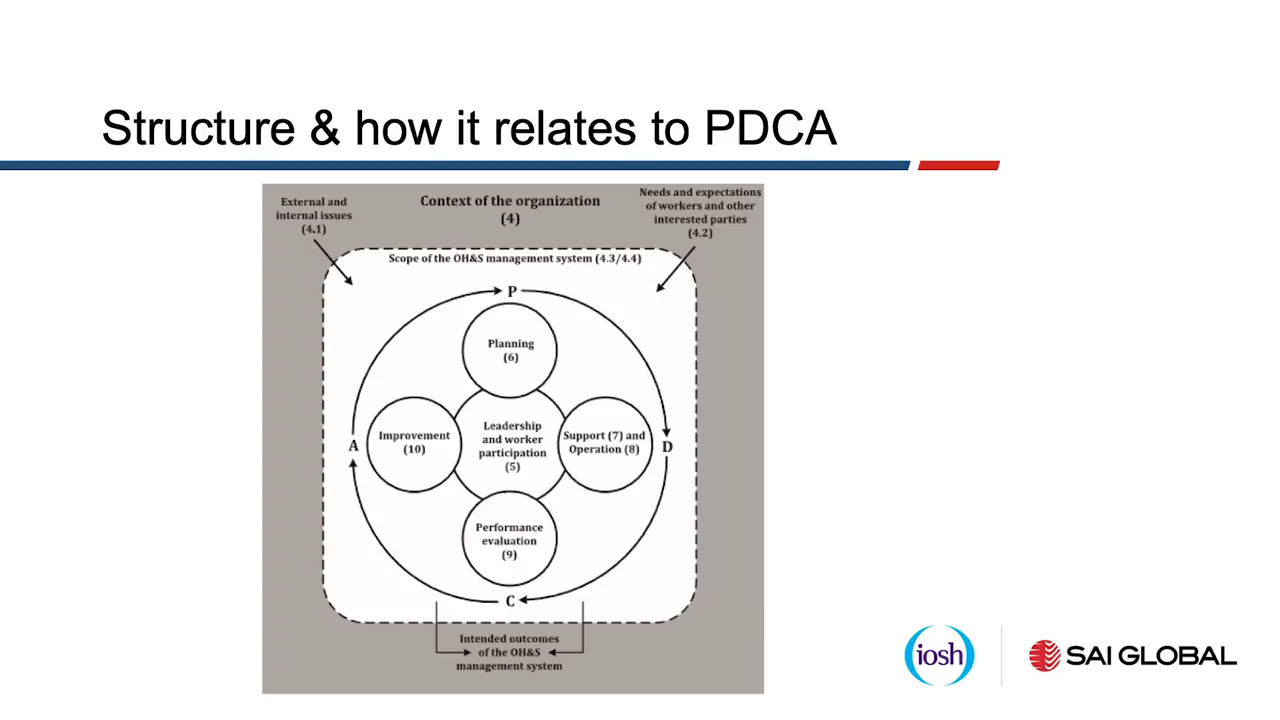 Structure & how it relates to PDCA
External and
internal issues
(4.1)
Context of the organization
(4)
Needs and expectations
of workers and other
interested parties
(4.2)
Scope of the OH&S management system (4.3/4.4)
P
Planning
(6)
A
Improvement
(10)
Leadership
and worker
participation
(5)
Support (7) and
Operation (8)
D
Performance
evaluation
(9)
C
Intended outcomes
of the OH&S
management system
iosh
SAI GLOBAL